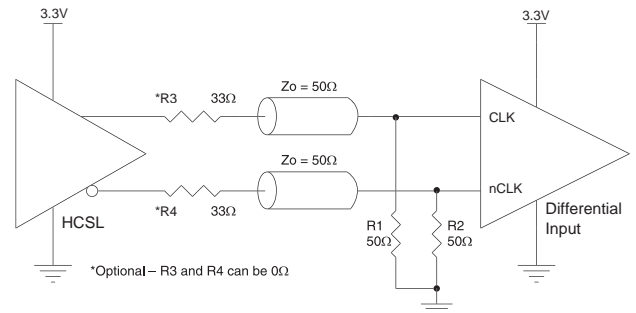 3.3V
3.3V
*R3 33Ω
Zo = 50Ω
CLK
Zo = 50Ω
nCLK
*R4 33Ω
HCSL
R1
50Ω
R2
50Ω
Differential
Input
*Optional – R3 and R4 can be 0Ω